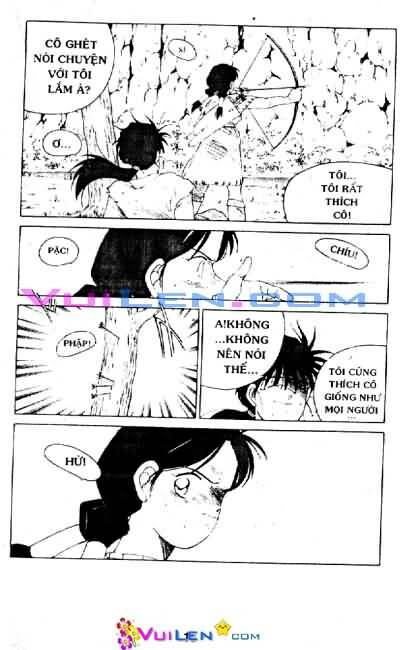 CÔ GHÉT
NÓI CHUYỆN
VỚI TÔI
LẮM À?
XÍ
Ơ...
TÔI...
TÔI RẤT
THÍCH
CÔ!
PẶC!
CHÍU!
VUILEN.COM
PHẬP!
A!KHÔNG
...KHÔNG
NÊN NÓI
THẾ...
TÔI CŨNG
THÍCH CÔ
GIỐNG NHƯ
MỌI NGƯỜI
...
HỪ!
VUILEN